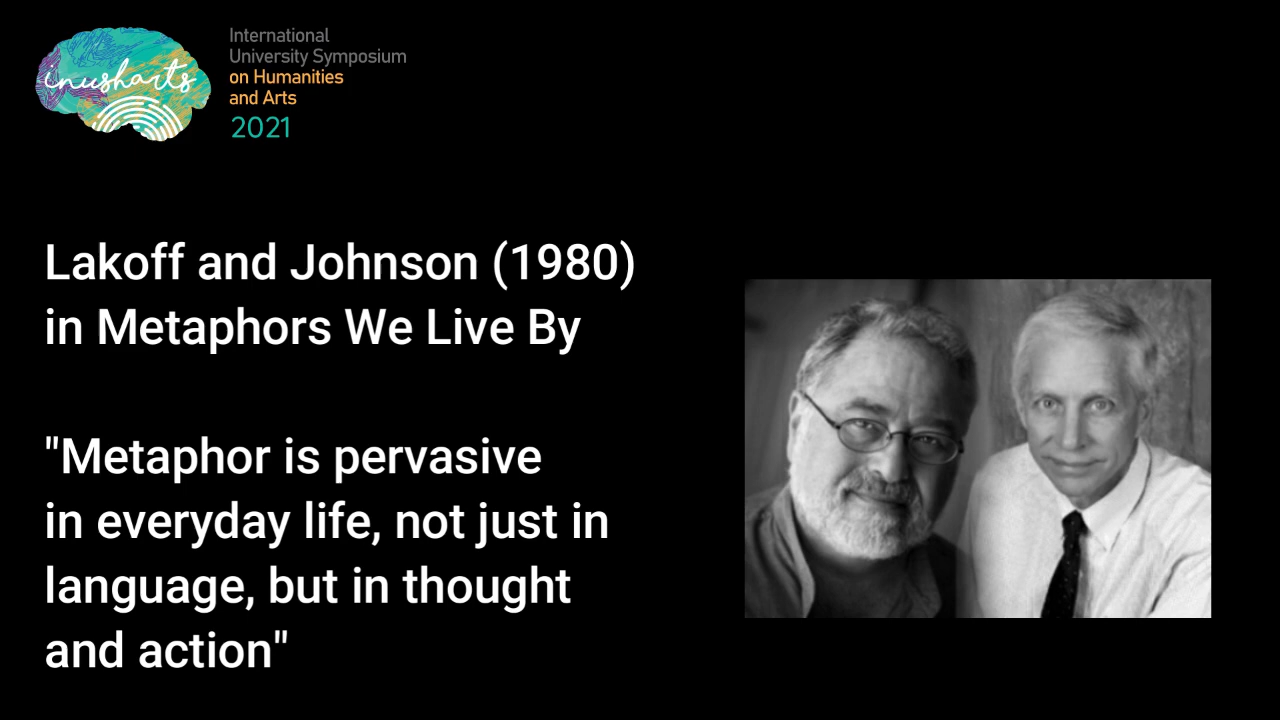 inusharts
International
University Symposium
on Humanities
and Arts
2021
Lakoff and Johnson (1980)
in Metaphors We Live By
"Metaphor is pervasive
in everyday life, not just in
language, but in thought
and action"